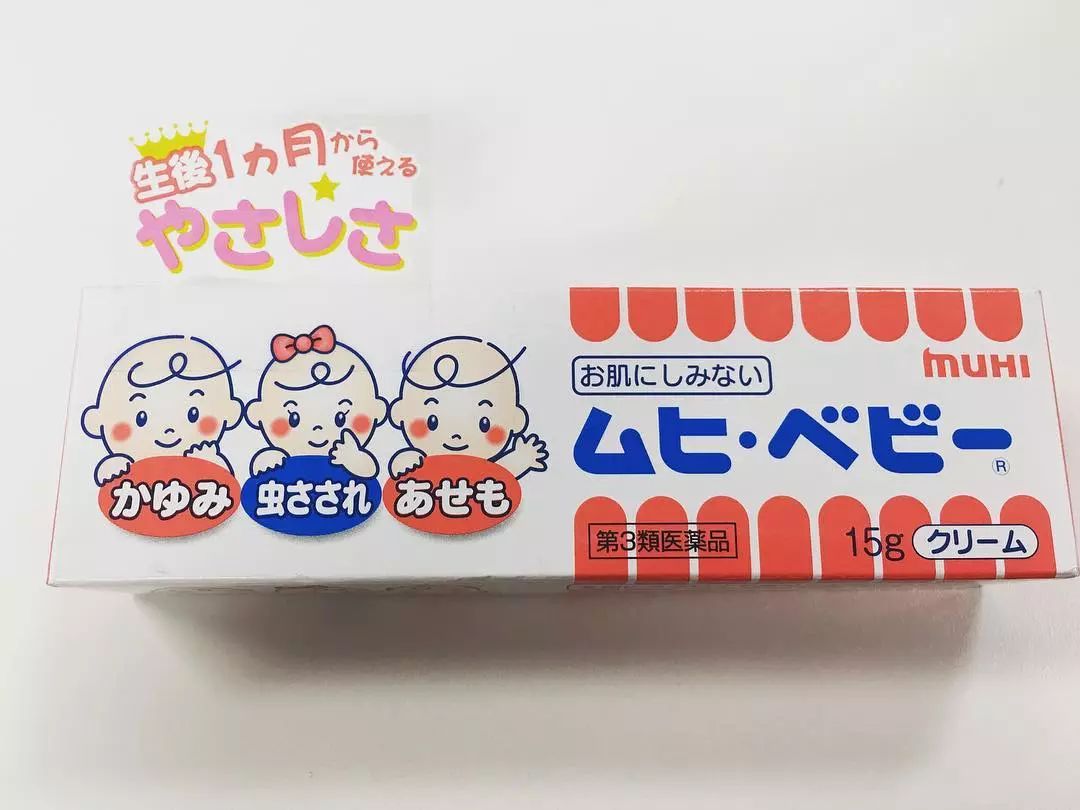 生後1ヵ月から
使える
やさしさ
かゆみ
虫さされ
あせも
MUHI
お肌にしみない
ムヒ・ベビー®
第3類医薬品
15g クリーム